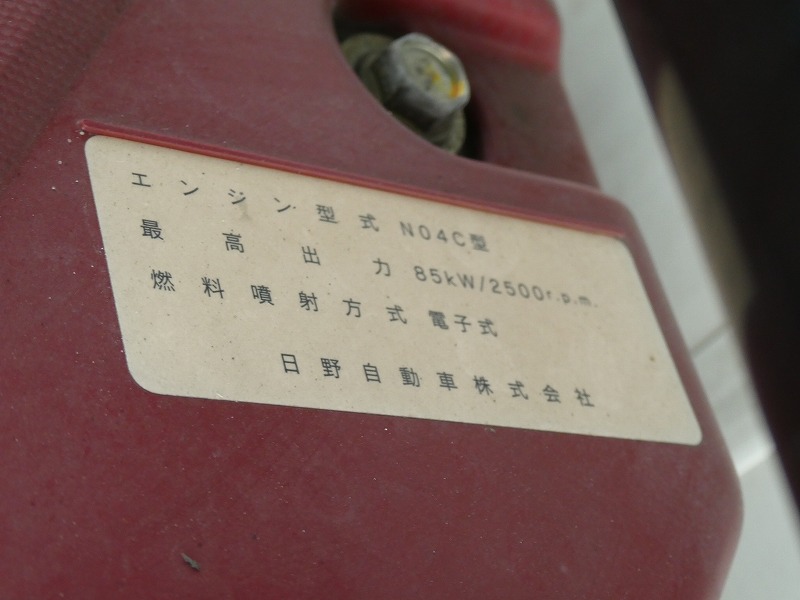 エンジン型式 N04C型
最高出力 85kW/2500r.p.m.
燃料噴射方式 電子式
日野自動車株式会社